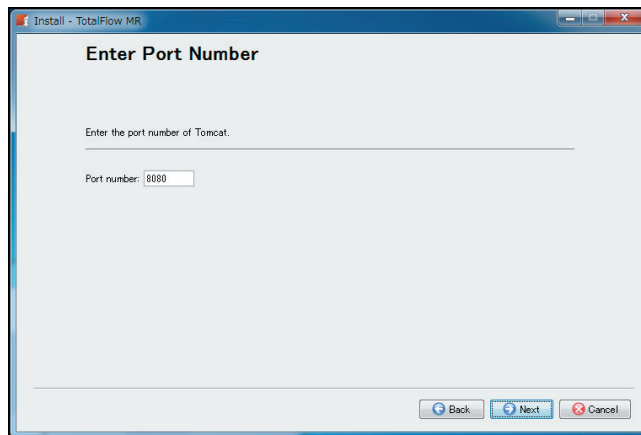 Install - TotalFlow MR
Enter Port Number
Enter the port number of Tomcat.
Port number: 8080
Back Next Cancel